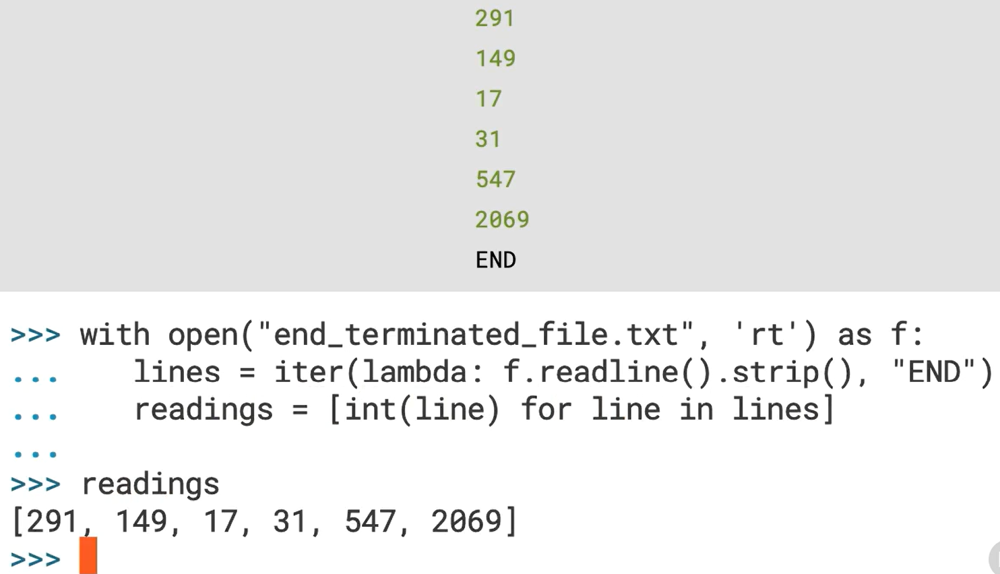 291
149
17
31
547
2069
END
>>> with open("end_terminated_file.txt", 'rt') as f:
...    lines = iter(lambda: f.readline().strip(), "END")
...    readings = [int(line) for line in lines]
...
>>> readings
[291, 149, 17, 31, 547, 2069]
>>>